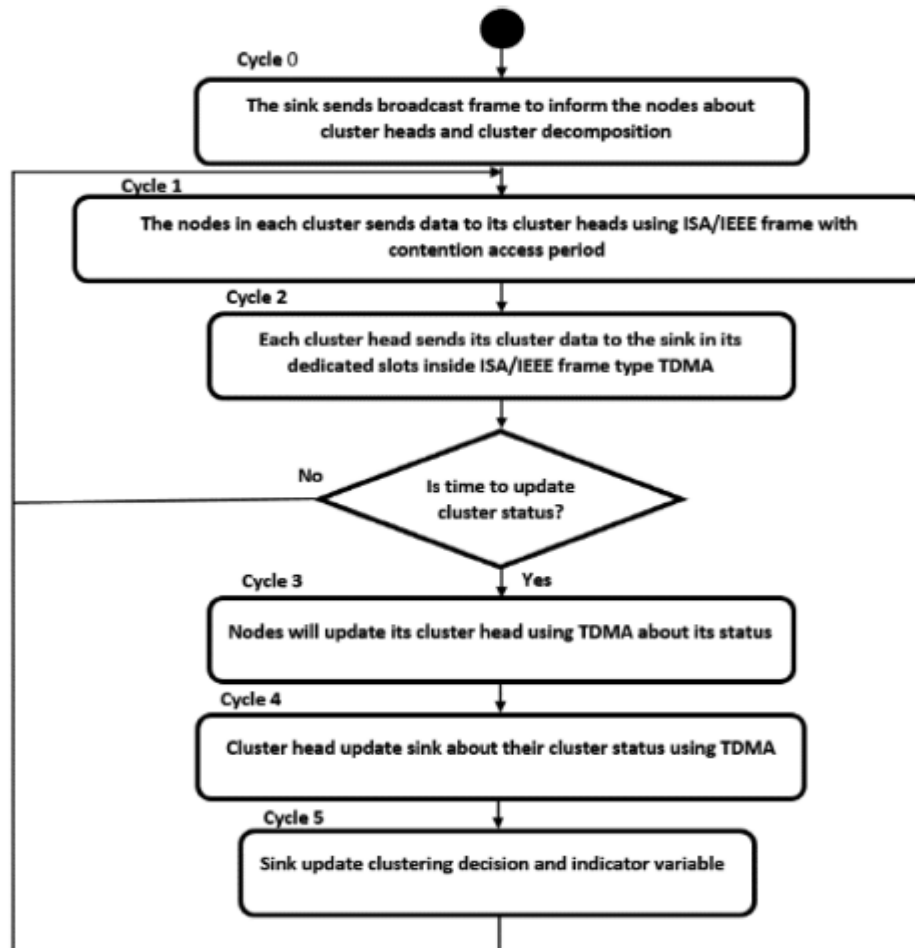 Cycle 0
The sink sends broadcast frame to inform the nodes about
cluster heads and cluster decomposition
Cycle 1
The nodes in each cluster sends data to its cluster heads using ISA/IEEE frame with
contention access period
Cycle 2
Each cluster head sends its cluster data to the sink in its
dedicated slots inside ISA/IEEE frame type TDMA
No
Is time to update
cluster status?
Yes
Cycle 3
Nodes will update its cluster head using TDMA about its status
Cycle 4
Cluster head update sink about their cluster status using TDMA
Cycle 5
Sink update clustering decision and indicator variable